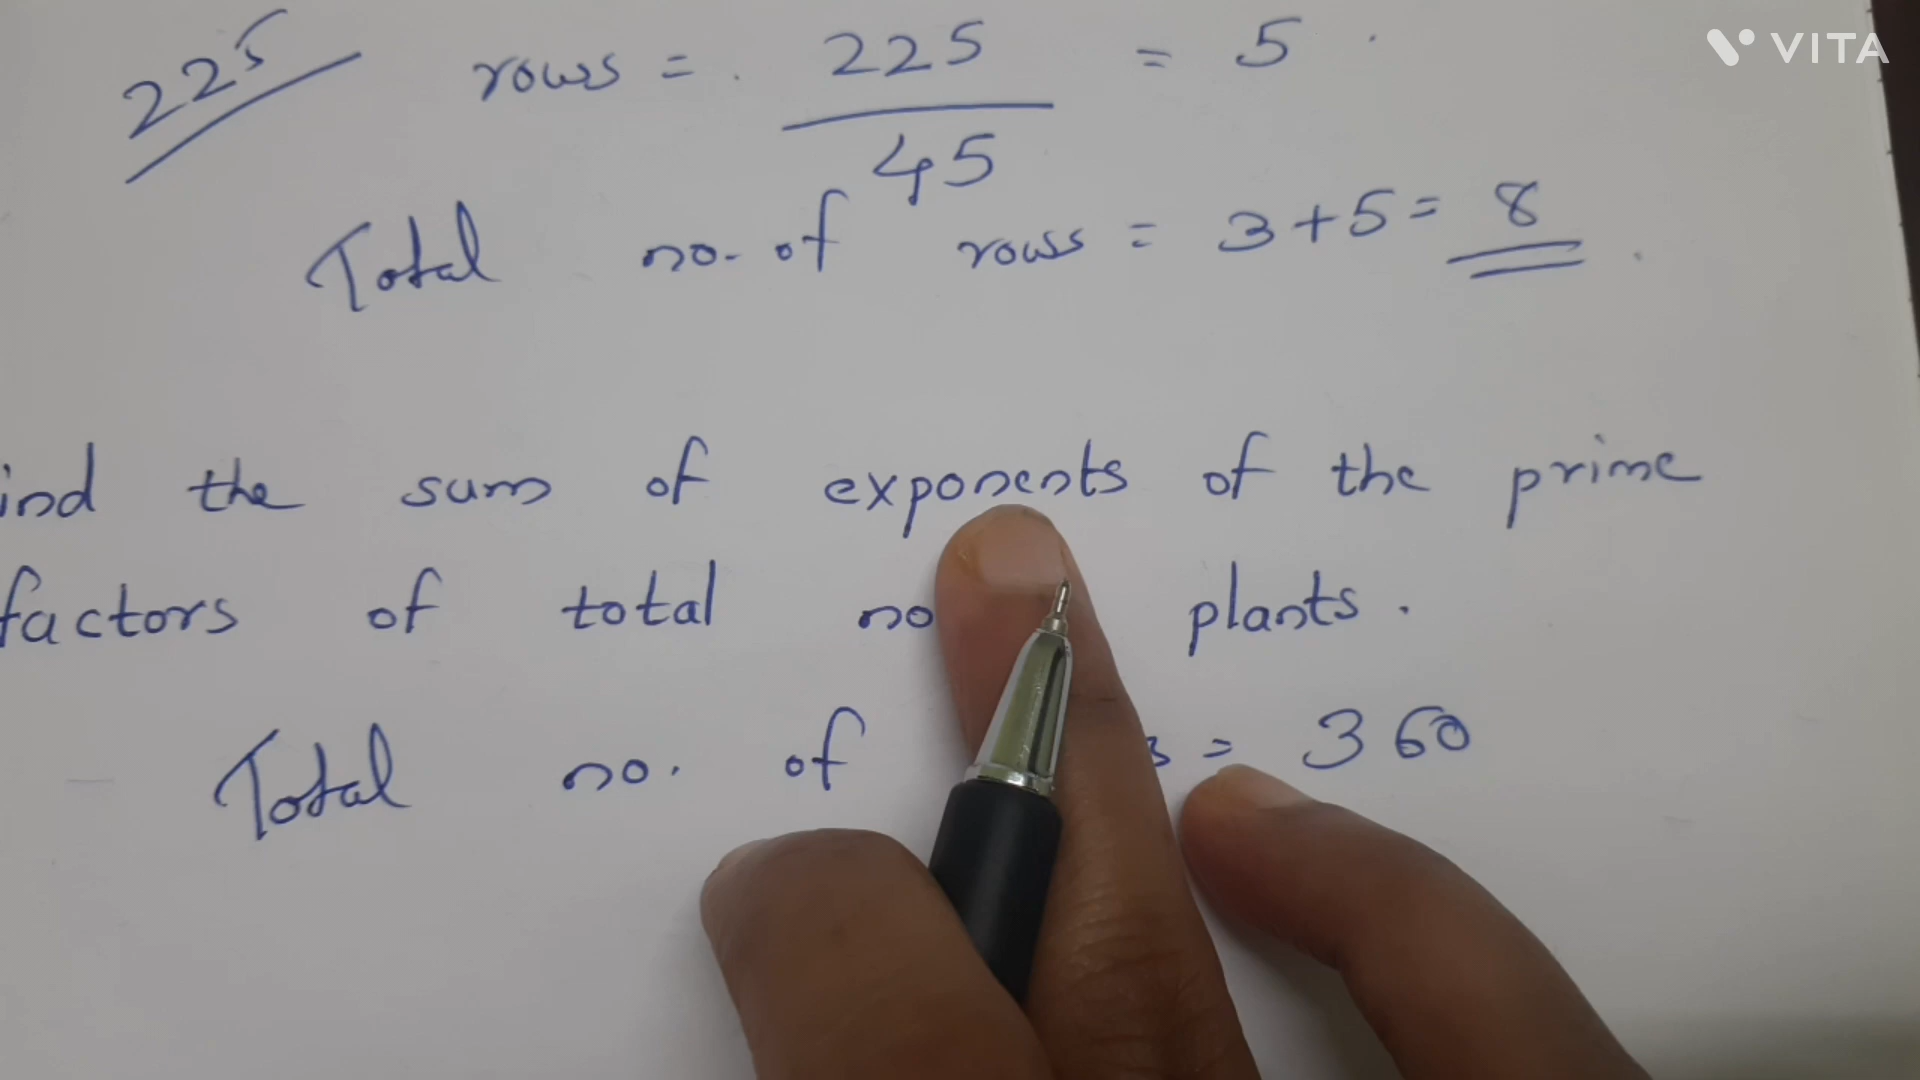 225 rows = 225 / 45 = 5
Total no. of rows = 3 + 5 = 8
ind the sum of exponents of the prime
factors of total no plants.
Total no. of = 360
VITA